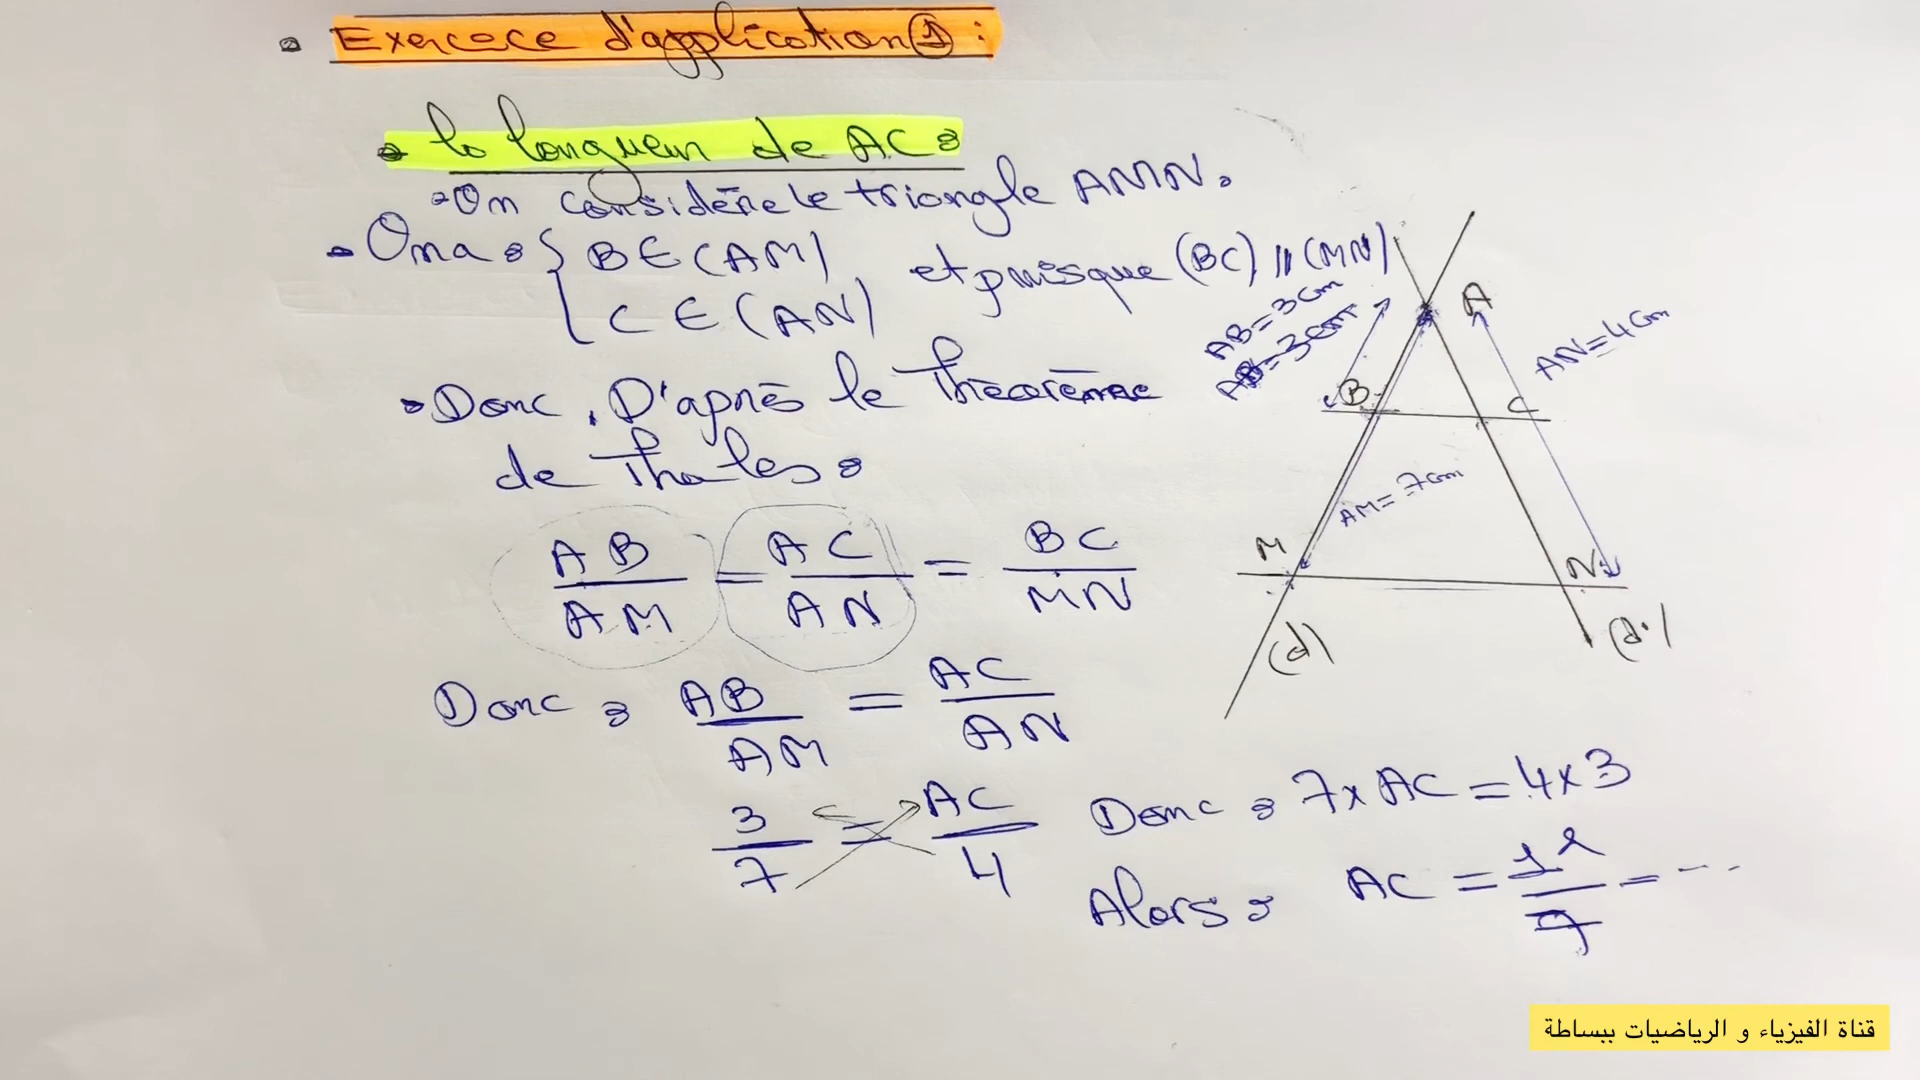 Exercice d'application ① :
la longueur de AC :
On considère le triangle AMN.
On a : { B ∈ (AM)
C ∈ (AN) , et puisque (BC) // (MN)
Donc, D'après le théorème
de Thales :
AB/AM = AC/AN = BC/MN
Donc : AB/AM = AC/AN
3/7 = AC/4
Donc : 7 x AC = 4 x 3
Alors : AC = 12/7 = ...
A
AB = 3cm
AB = 3cm
AN = 4cm
B
C
AM = 7cm
M
N
(d)
(d')
قناة الفيزياء و الرياضيات ببساطة